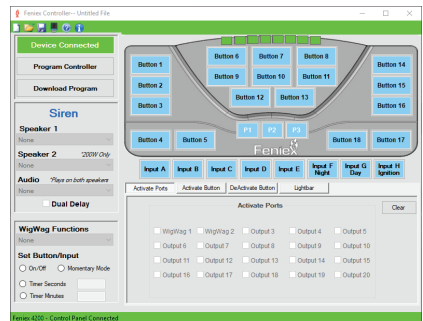 Feniex Controller-- Untitled File
Device Connected
Program Controller
Download Program
Siren
Speaker 1
None
Speaker 2 *200W Only
None
Audio *Plays on both speakers
None
Dual Delay
WigWag Functions
None
Set Button/Input
On/Off Momentary Mode
Timer Seconds
Timer Minutes
Button 1
Button 2
Button 3
Button 4 Button 5
Button 6 Button 7 Button 8
Button 9 Button 10 Button 11
Button 12 Button 13
Button 14
Button 15
Button 16
Button 18 Button 17
P1 P2 P3
Feniex
Input A Input B Input C Input D Input E Input F Night Input G Day Input H Ignition
Activate Ports Activate Button DeActivate Button Lightbar
Activate Ports
Clear
WigWag 1 WigWag 2 Output 3 Output 4 Output 5
Output 6 Output 7 Output 8 Output 9 Output 10
Output 11 Output 12 Output 13 Output 14 Output 15
Output 16 Output 17 Output 18 Output 19 Output 20
Feniex 4200 - Control Panel Connected